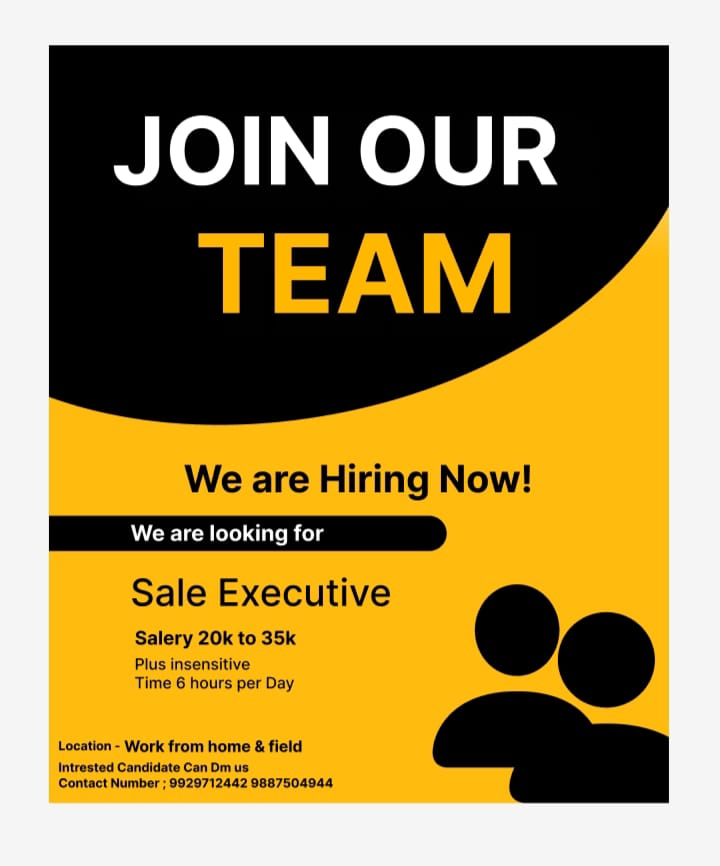 JOIN OUR
TEAM
We are Hiring Now!
We are looking for
Sale Executive
Salery 20k to 35k
Plus insensitive
Time 6 hours per Day
Location - Work from home & field
Intrested Candidate Can Dm us
Contact Number ; 9929712442 9887504944